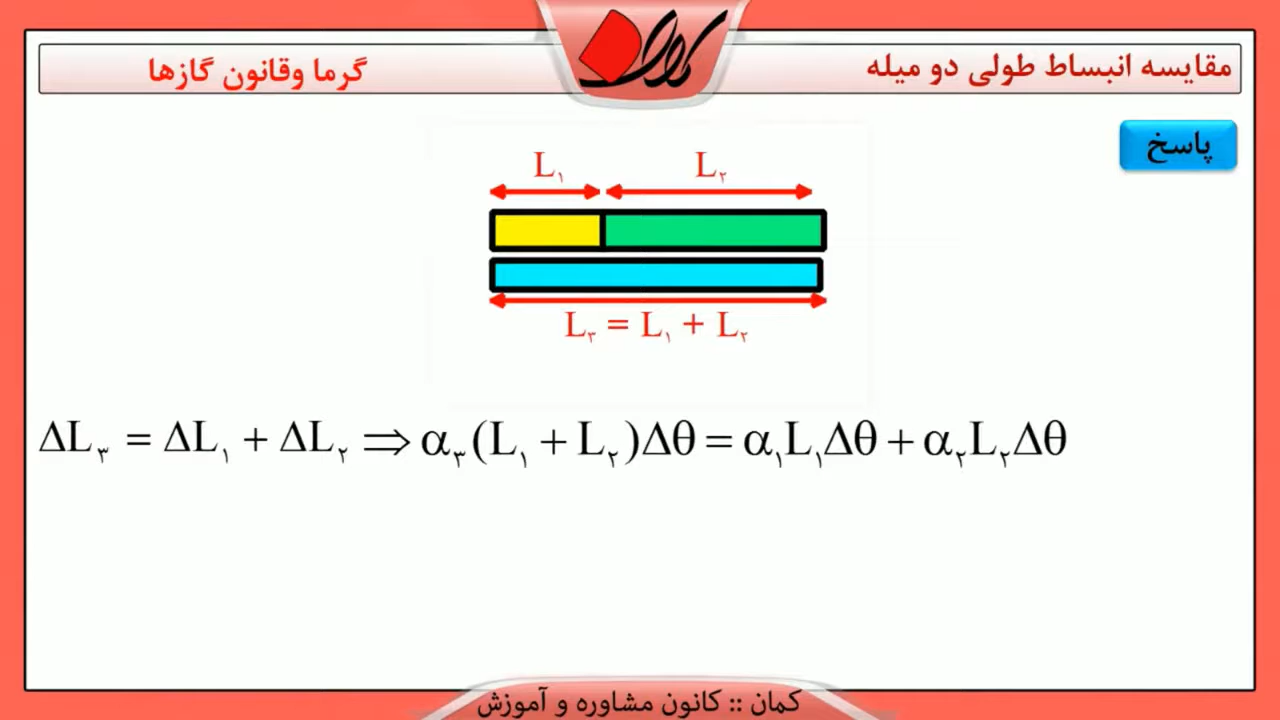 مقایسه انبساط طولی دو میله
گرما وقانون گازها
کمان
پاسخ
L₁ L₂
L₃ = L₁ + L₂
ΔL₃ = ΔL₁ + ΔL₂ ⇒ α₃(L₁ + L₂)Δθ = α₁L₁Δθ + α₂L₂Δθ
کمان :: کانون مشاوره و آموزش